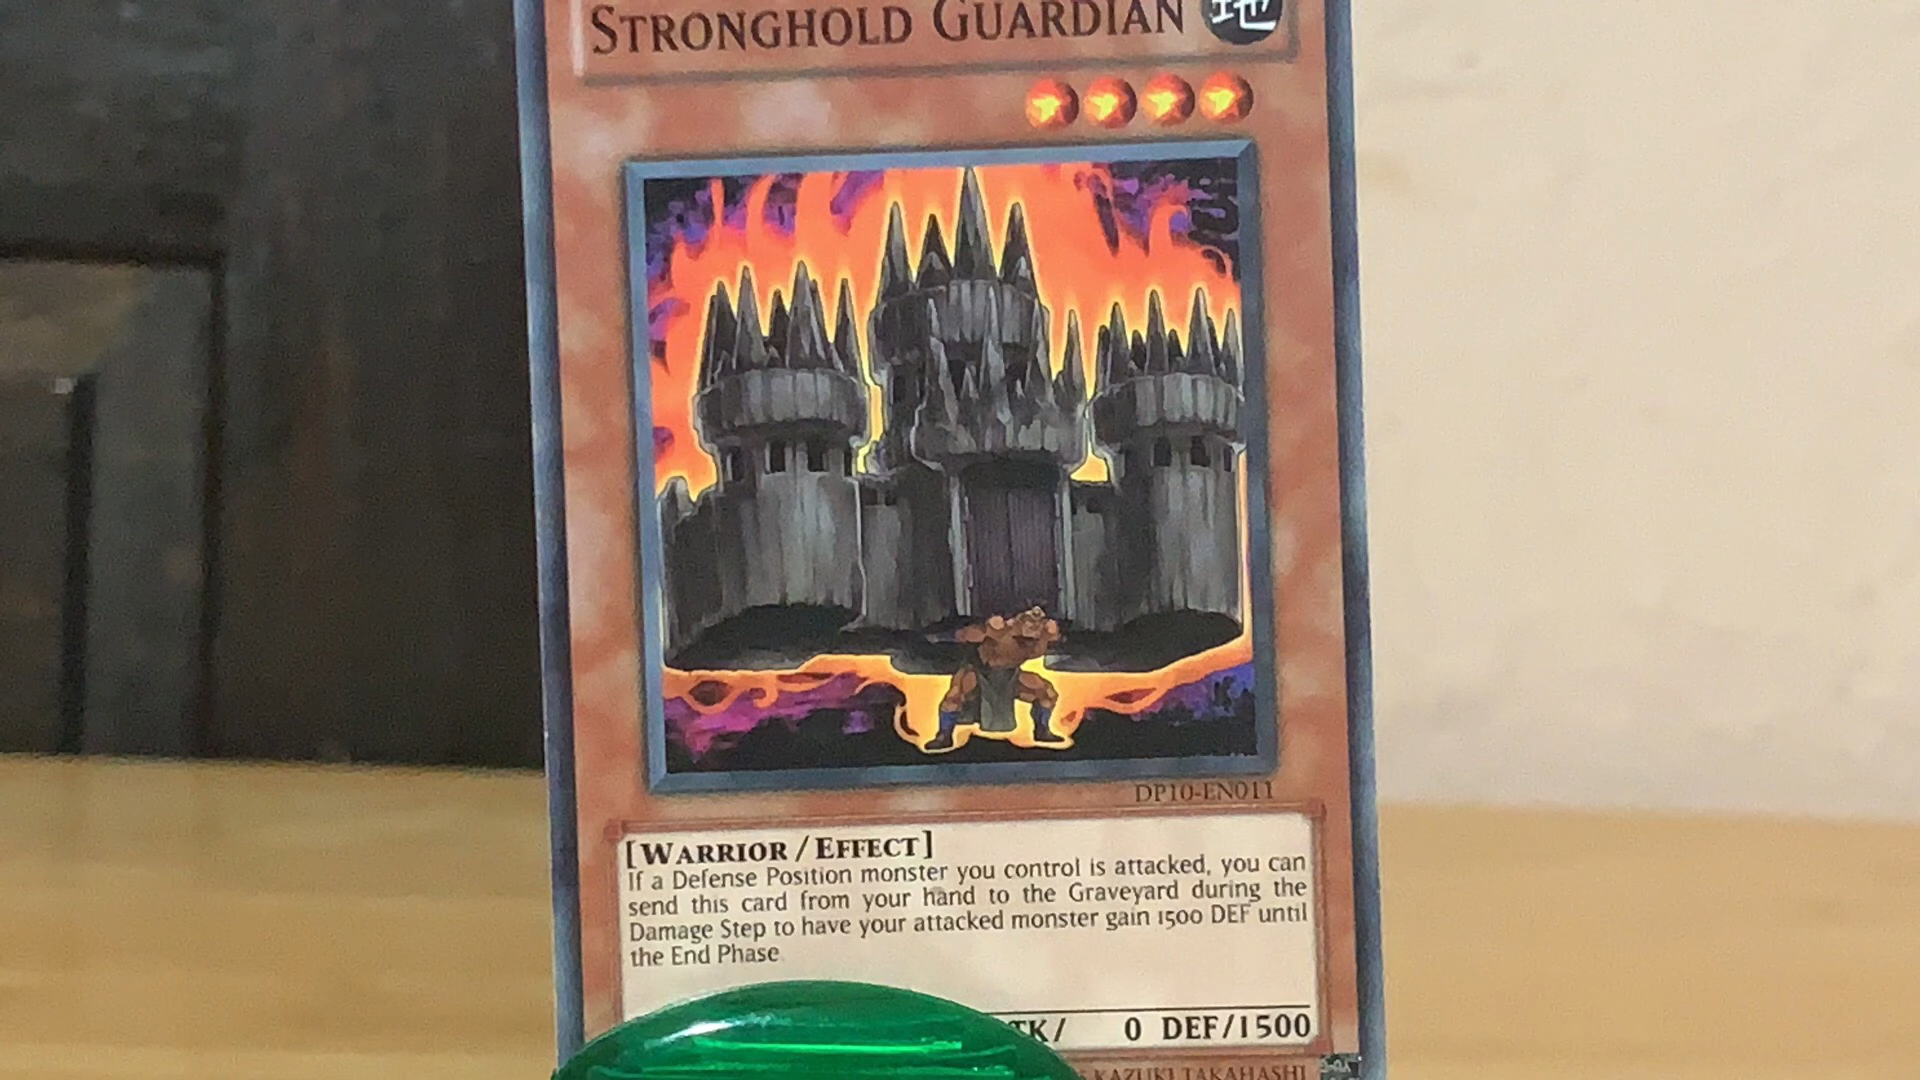 STRONGHOLD GUARDIAN 地
DP10-EN011
[WARRIOR / EFFECT]
If a Defense Position monster you control is attacked, you can
send this card from your hand to the Graveyard during the
Damage Step to have your attacked monster gain 1500 DEF until
the End Phase.
TK/ 0 DEF/1500
KAZUKI TAKAHASHI